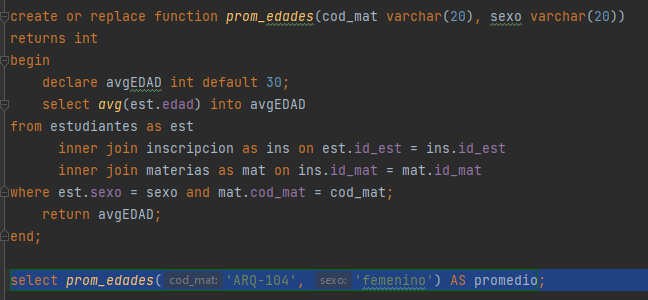 create or replace function prom_edades(cod_mat varchar(20), sexo varchar(20))
returns int
begin
    declare avgEDAD int default 30;
    select avg(est.edad) into avgEDAD
from estudiantes as est
      inner join inscripcion as ins on est.id_est = ins.id_est
      inner join materias as mat on ins.id_mat = mat.id_mat
where est.sexo = sexo and mat.cod_mat = cod_mat;
    return avgEDAD;
end;
select prom_edades( cod_mat: 'ARQ-104', sexo: 'femenino') AS promedio;